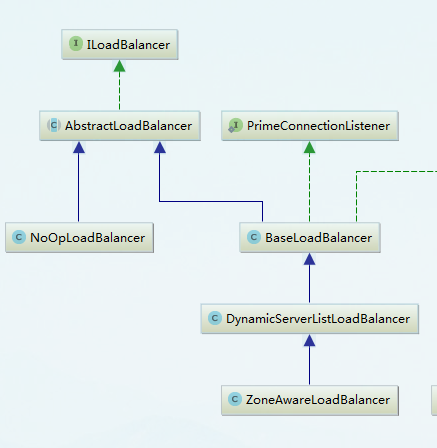 I ILoadBalancer
C AbstractLoadBalancer
I PrimeConnectionListener
C NoOpLoadBalancer
C BaseLoadBalancer
C DynamicServerListLoadBalancer
C ZoneAwareLoadBalancer